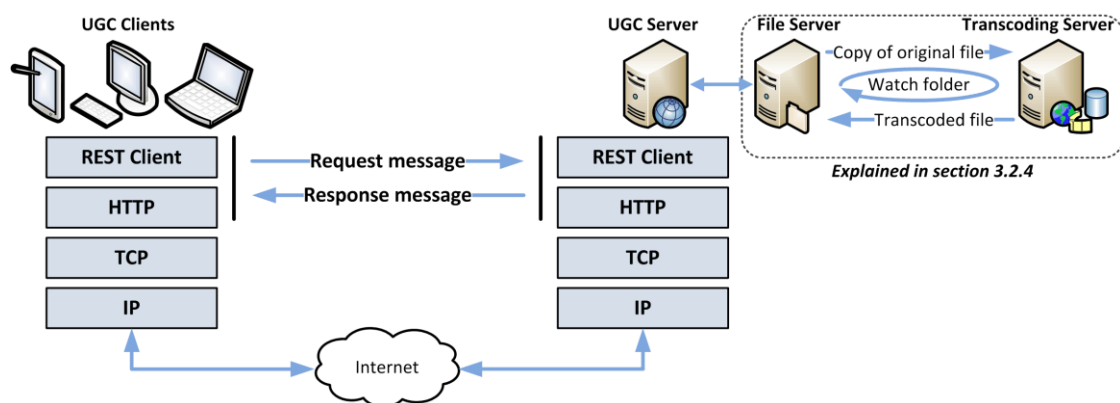 UGC Clients
UGC Server
File Server
Transcoding Server
Copy of original file
Watch folder
Transcoded file
Explained in section 3.2.4
REST Client
HTTP
TCP
IP
Request message
Response message
REST Client
HTTP
TCP
IP
Internet